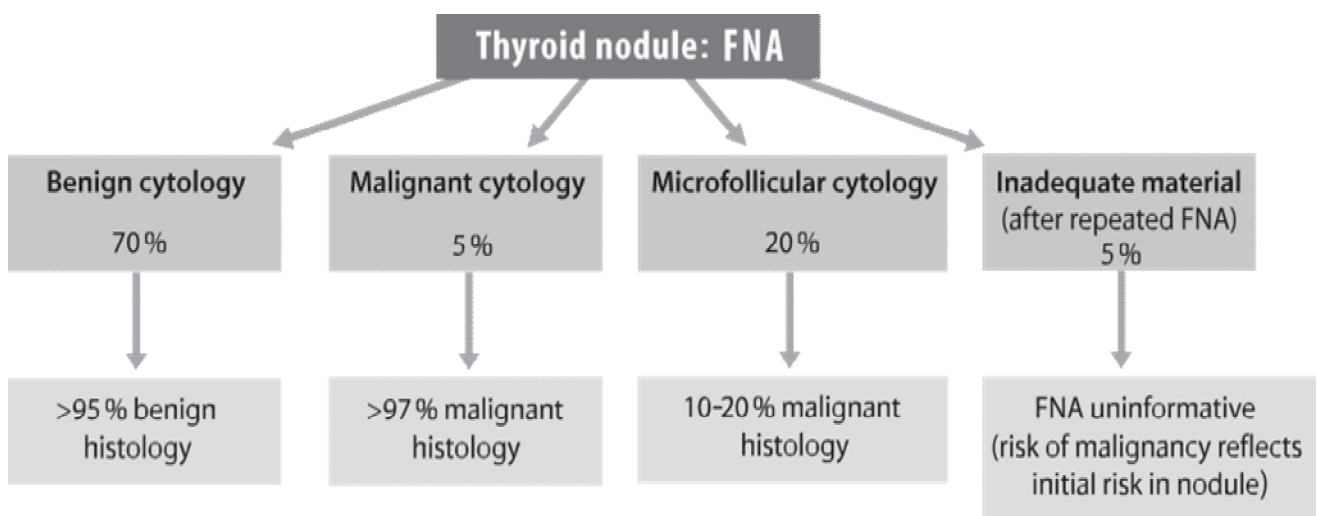 Thyroid nodule: FNA
Benign cytology
70%
Malignant cytology
5%
Microfollicular cytology
20%
Inadequate material
(after repeated FNA)
5%
>95% benign
histology
>97% malignant
histology
10-20% malignant
histology
FNA uninformative
(risk of malignancy reflects
initial risk in nodule)